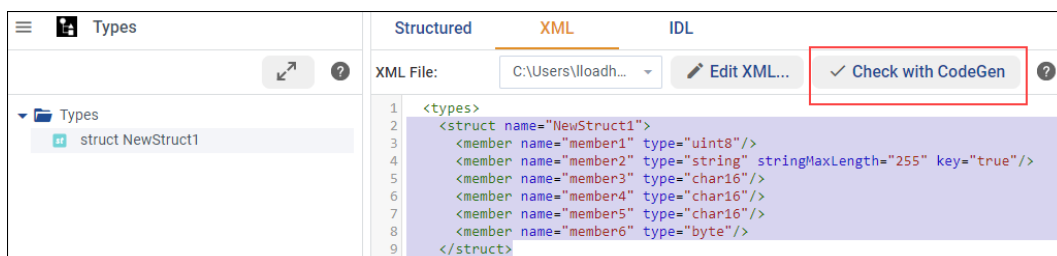 Types
Structured XML IDL
XML File: C:\Users\lloadh... Edit XML... Check with CodeGen
Types
st struct NewStruct1
1 <types>
2 <struct name="NewStruct1">
3 <member name="member1" type="uint8"/>
4 <member name="member2" type="string" stringMaxLength="255" key="true"/>
5 <member name="member3" type="char16"/>
6 <member name="member4" type="char16"/>
7 <member name="member5" type="char16"/>
8 <member name="member6" type="byte"/>
9 </struct>